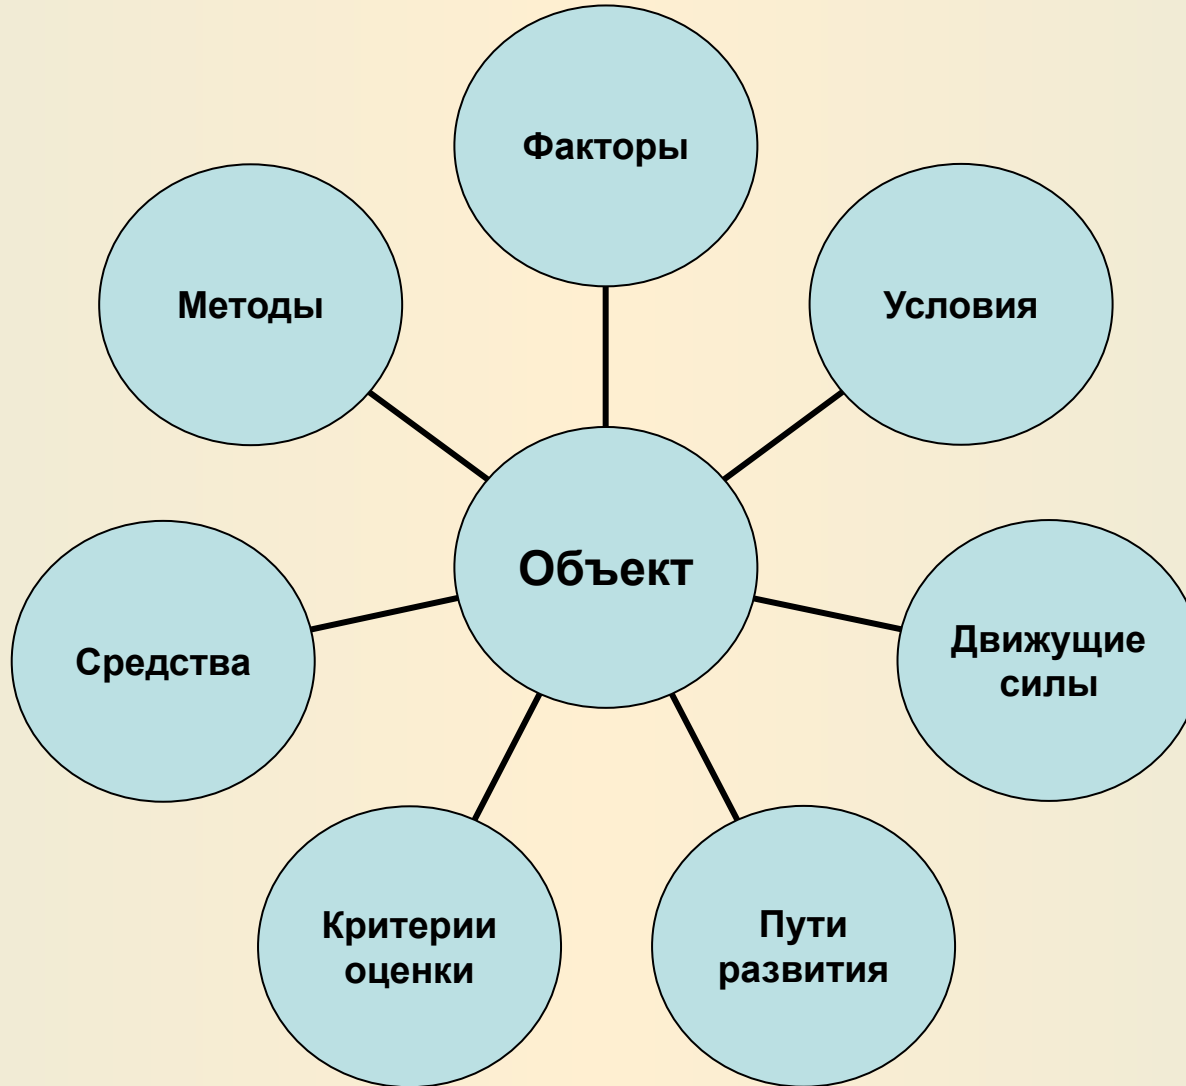 Факторы
Методы
Условия
Объект
Движущие
силы
Средства
Критерии
оценки
Пути
развития